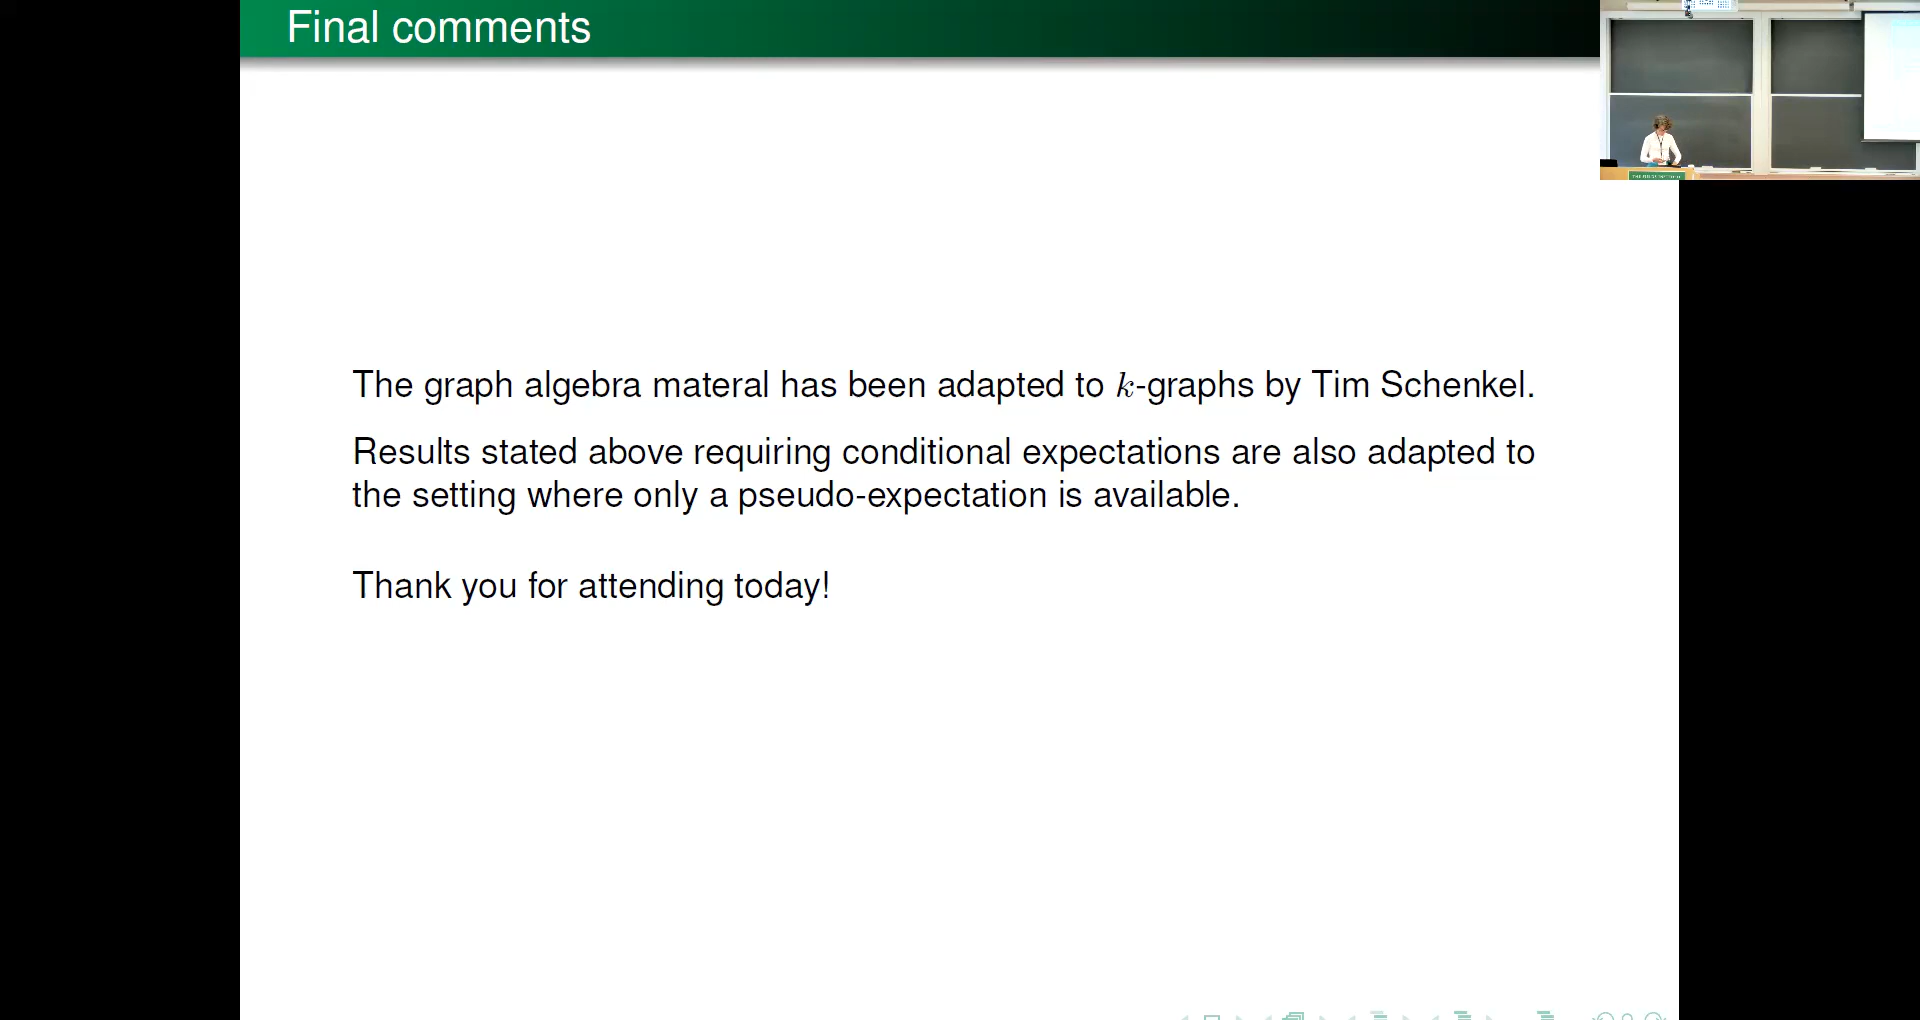 Final comments
The graph algebra materal has been adapted to k-graphs by Tim Schenkel.
Results stated above requiring conditional expectations are also adapted to
the setting where only a pseudo-expectation is available.
Thank you for attending today!